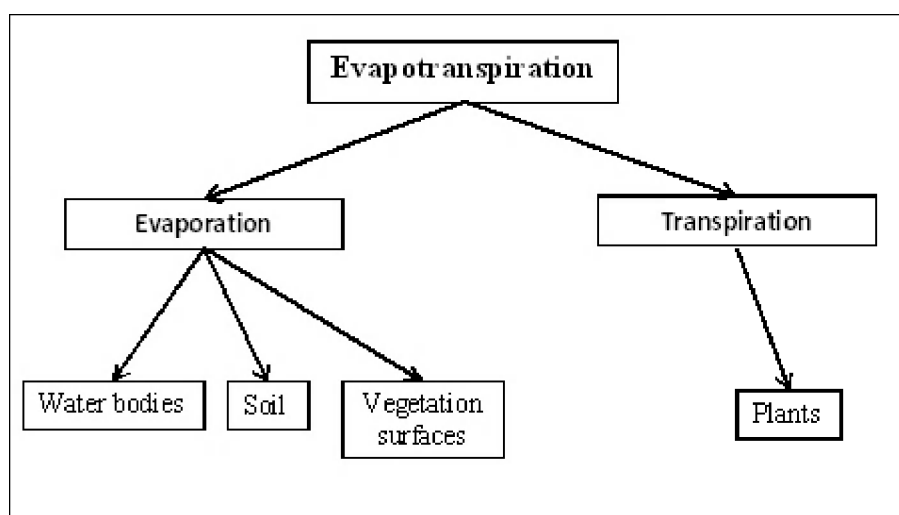 Evapotranspiration
Evaporation
Transpiration
Water bodies
Soil
Vegetation
surfaces
Plants